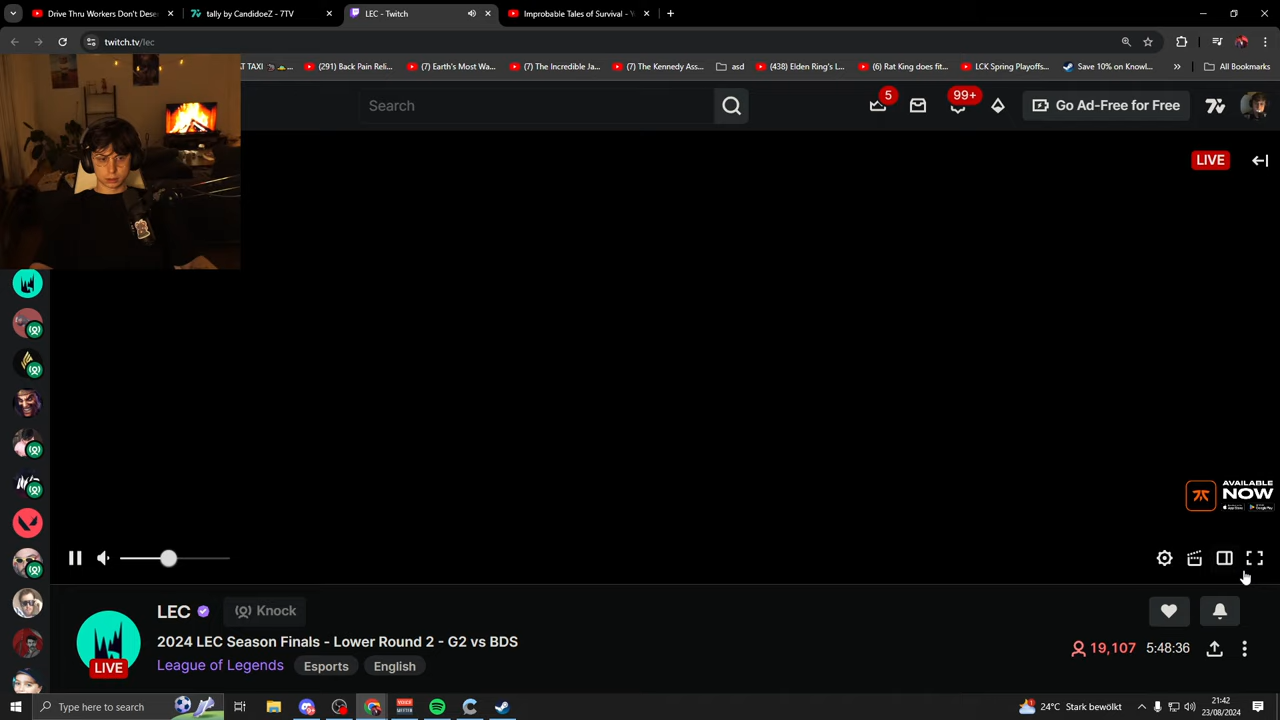 Drive Thru Workers Don't Dese
tally by CandidoeZ - 7TV
LEC - Twitch
Improbable Tales of Survival - Y
twitch.tv/lec
AT TAXI
(291) Back Pain Reli...
(7) Earth's Most Wa...
(7) The Incredible Ja...
(7) The Kennedy Ass...
asd
(438) Elden Ring's L...
(6) Rat King does fit...
LCK Spring Playoffs...
Save 10% on Knowl...
All Bookmarks
Search
5
99+
Go Ad-Free for Free
LIVE
AVAILABLE
NOW
LEC
Knock
2024 LEC Season Finals - Lower Round 2 - G2 vs BDS
League of Legends
Esports
English
LIVE
19,107
5:48:36
Type here to search
24°C Stark bewolkt
21:42
23/08/2024